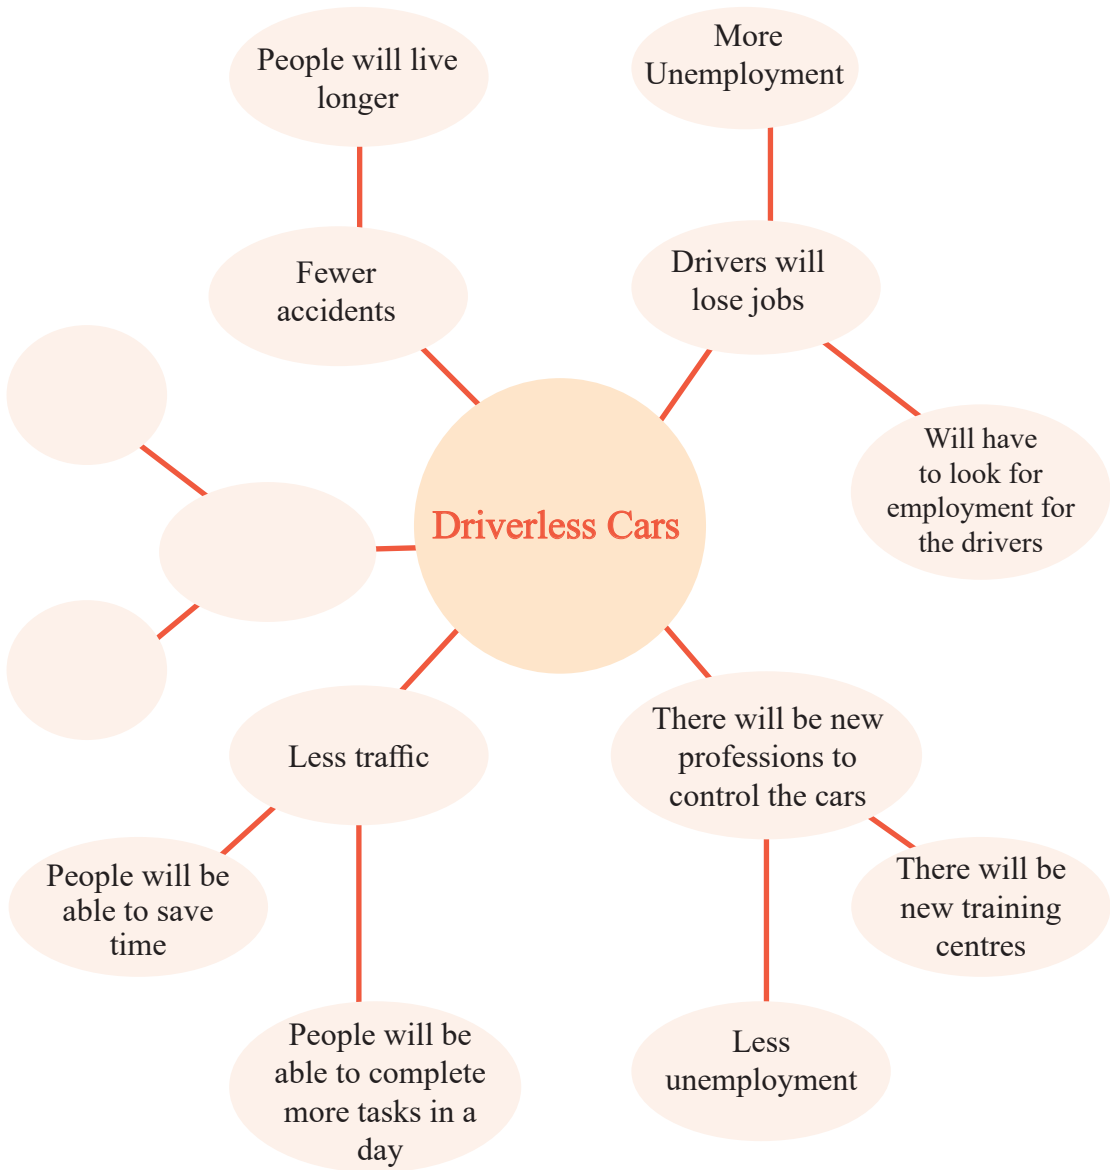 People will live
longer
More
Unemployment
Fewer
accidents
Drivers will
lose jobs
Will have
to look for
employment for
the drivers
Driverless Cars
Less traffic
There will be new
professions to
control the cars
People will be
able to save
time
There will be
new training
centres
People will be
able to complete
more tasks in a
day
Less
unemployment